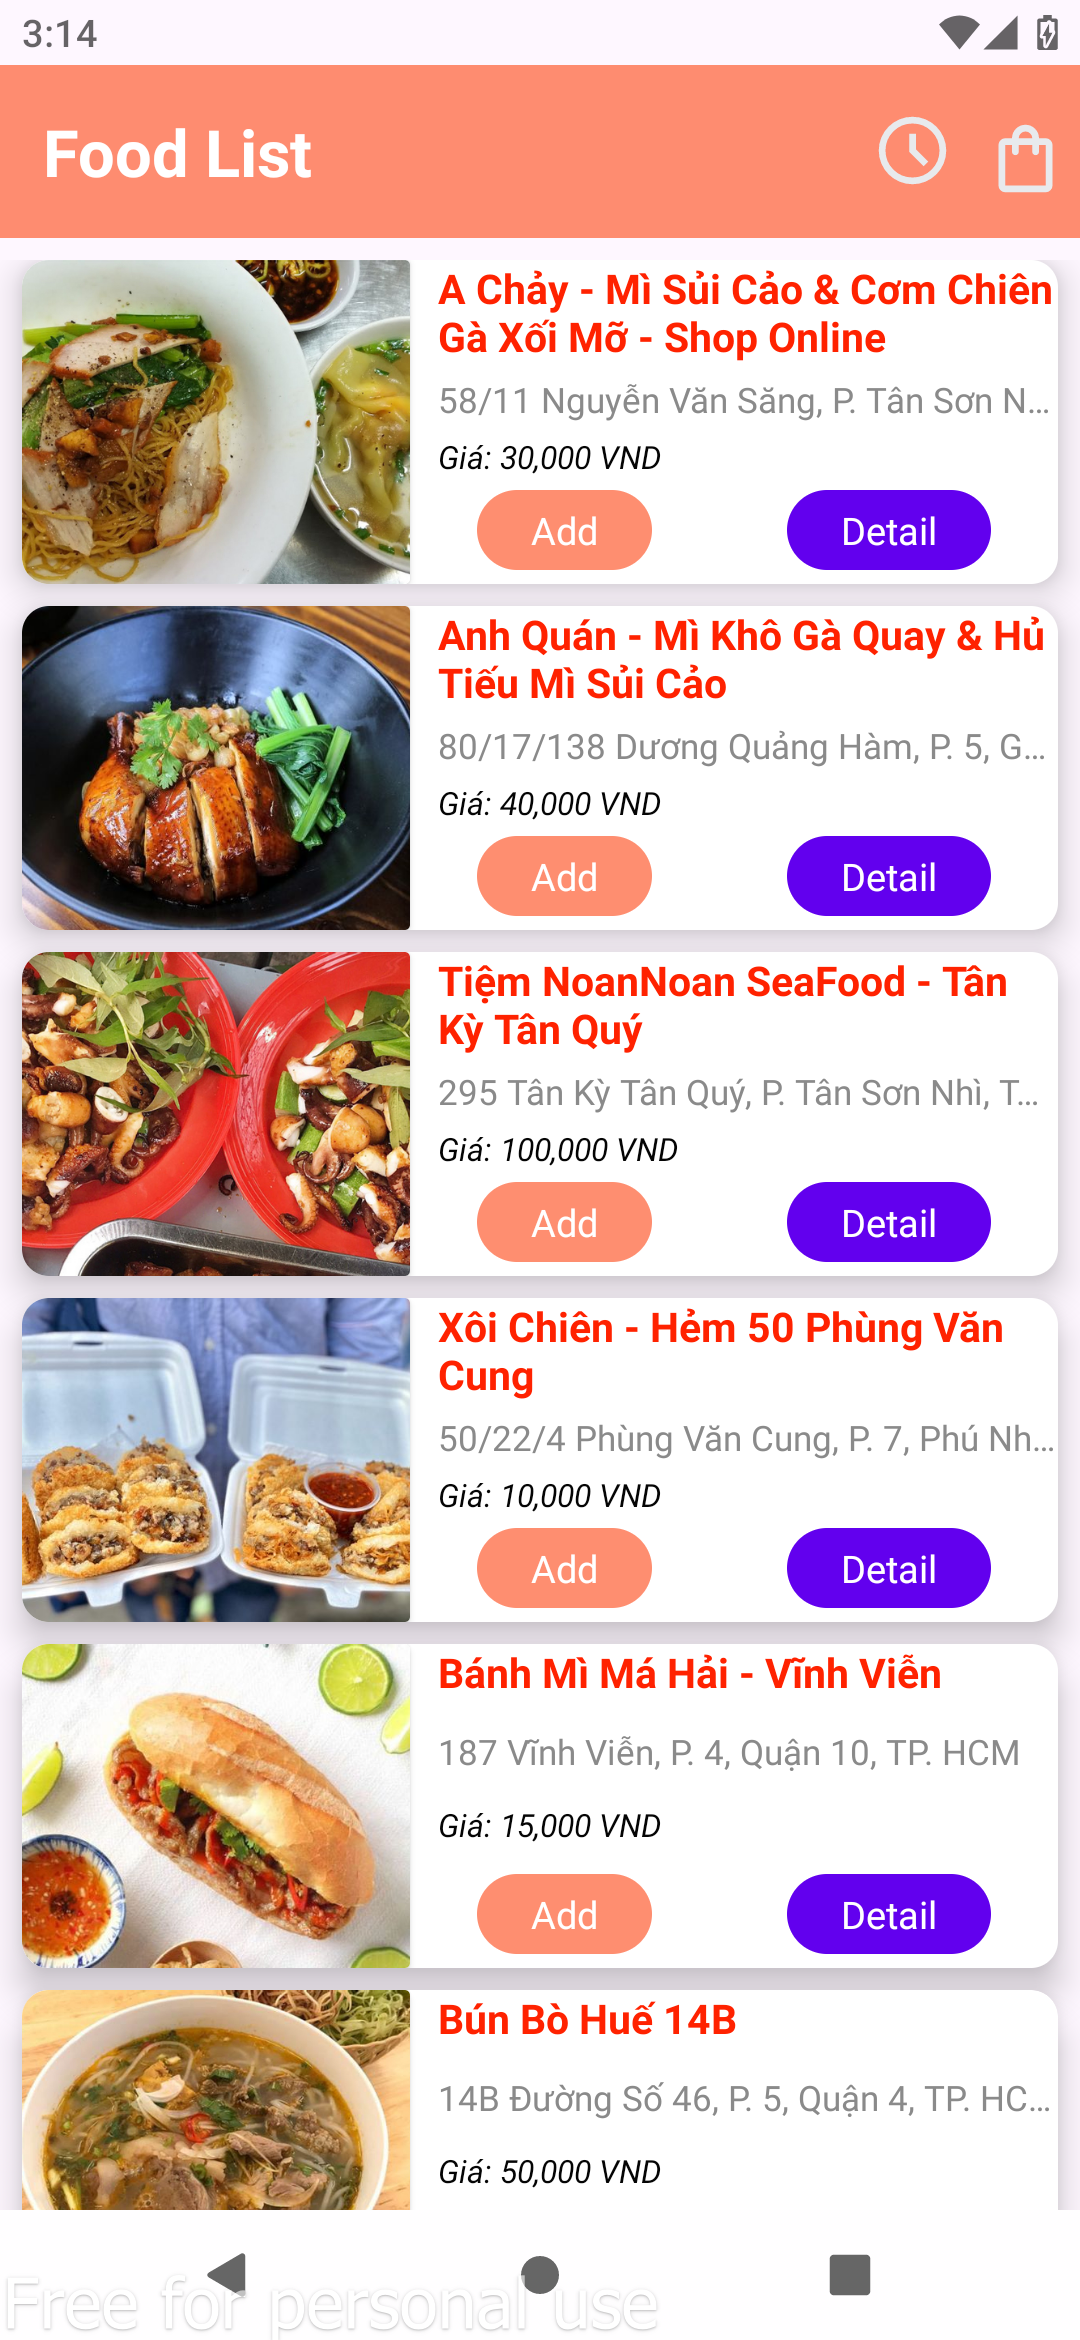 3:14
Food List
A Chảy - Mì Sủi Cảo & Cơm Chiên
Gà Xối Mỡ - Shop Online
58/11 Nguyễn Văn Săng, P. Tân Sơn N...
Giá: 30,000 VND
Add
Detail
Anh Quán - Mì Khô Gà Quay & Hủ
Tiếu Mì Sủi Cảo
80/17/138 Dương Quảng Hàm, P. 5, G...
Giá: 40,000 VND
Add
Detail
Tiệm NoanNoan SeaFood - Tân
Kỳ Tân Quý
295 Tân Kỳ Tân Quý, P. Tân Sơn Nhì, T...
Giá: 100,000 VND
Add
Detail
Xôi Chiên - Hẻm 50 Phùng Văn
Cung
50/22/4 Phùng Văn Cung, P. 7, Phú Nh...
Giá: 10,000 VND
Add
Detail
Bánh Mì Má Hải - Vĩnh Viễn
187 Vĩnh Viễn, P. 4, Quận 10, TP. HCM
Giá: 15,000 VND
Add
Detail
Bún Bò Huế 14B
14B Đường Số 46, P. 5, Quận 4, TP. HC...
Giá: 50,000 VND
Free for personal use